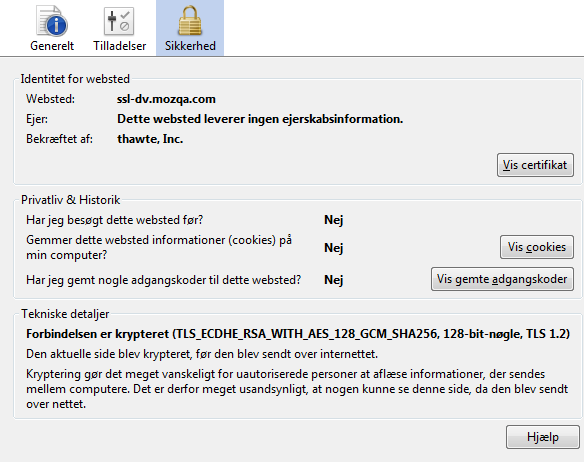 Generelt Tilladelser Sikkerhed
Identitet for websted
Websted: ssl-dv.mozqa.com
Ejer: Dette websted leverer ingen ejerskabsinformation.
Bekræftet af: thawte, Inc.
Vis certifikat
Privatliv & Historik
Har jeg besøgt dette websted før? Nej
Gemmer dette websted informationer (cookies) på
min computer? Nej Vis cookies
Har jeg gemt nogle adgangskoder til dette websted? Nej Vis gemte adgangskoder
Tekniske detaljer
Forbindelsen er krypteret (TLS_ECDHE_RSA_WITH_AES_128_GCM_SHA256, 128-bit-nøgle, TLS 1.2)
Den aktuelle side blev krypteret, før den blev sendt over internettet.
Kryptering gør det meget vanskeligt for uautoriserede personer at aflæse informationer, der sendes
mellem computere. Det er derfor meget usandsynligt, at nogen kunne se denne side, da den blev sendt
over nettet.
Hjælp